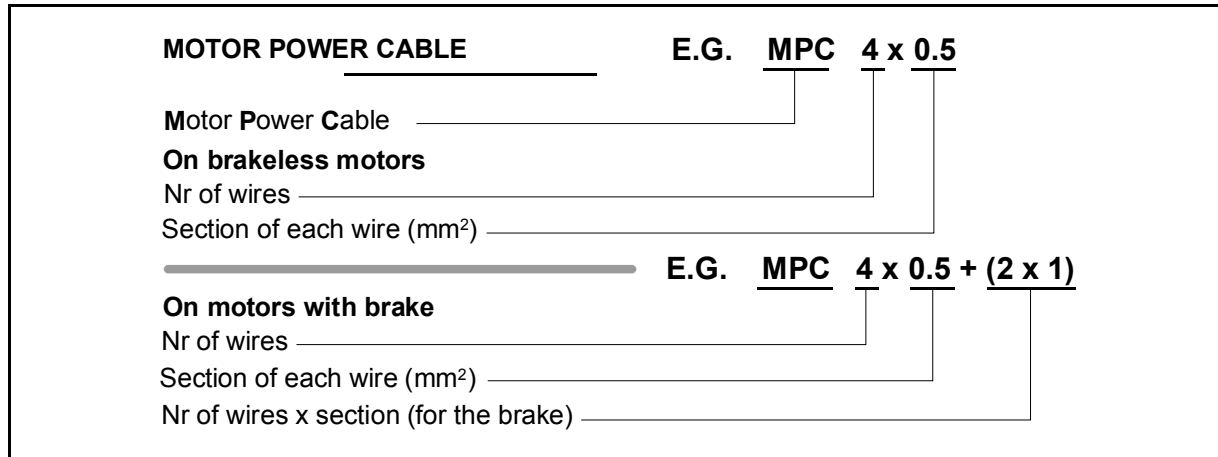 MOTOR POWER CABLE E.G. MPC 4 x 0.5
Motor Power Cable
On brakeless motors
Nr of wires
Section of each wire (mm²)
E.G. MPC 4 x 0.5 + (2 x 1)
On motors with brake
Nr of wires
Section of each wire (mm²)
Nr of wires x section (for the brake)